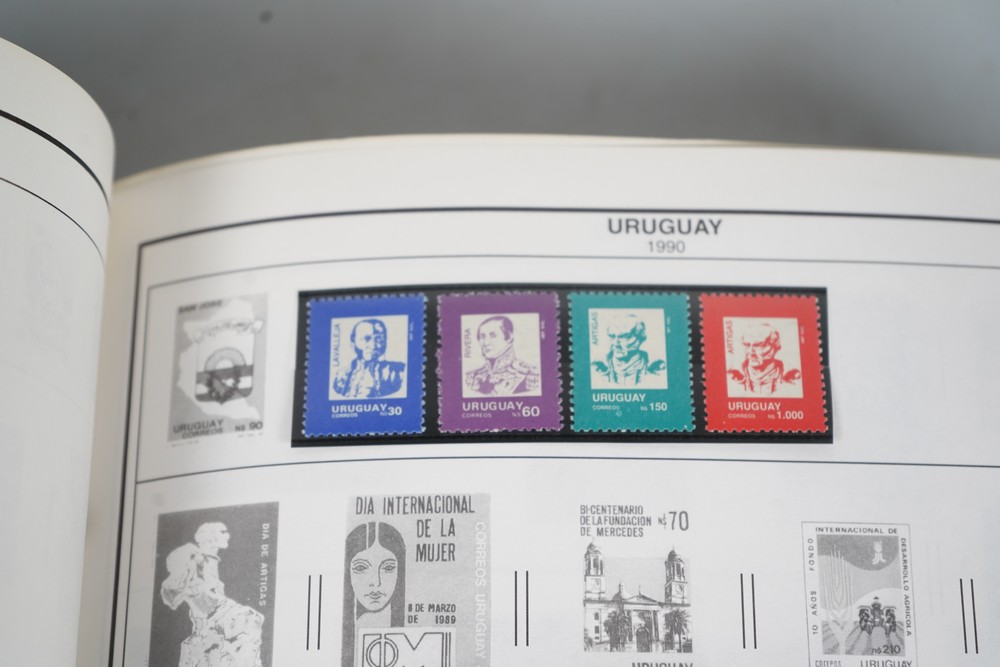 URUGUAY
1990
SAN JOSE
URUGUAY
CORREOS N$ 90
LAVALLEJA
URUGUAY
CORREOS N$ 30
RIVERA
URUGUAY
CORREOS N$ 60
ARTIGAS
URUGUAY
CORREOS N$ 150
ARTIGAS
URUGUAY
CORREOS N$ 1.000
DIA DE ARTIGAS
DIA INTERNACIONAL
DE LA
MUJER
8 DE MARZO
DE 1989
CORREOS URUGUAY
BI-CENTENARIO
DE LA FUNDACION N$ 70
DE MERCEDES
URUGUAY
10 AÑOS FONDO
INTERNACIONAL DE
DESARROLLO AGRICOLA
N$ 210
CORREOS URUGUAY